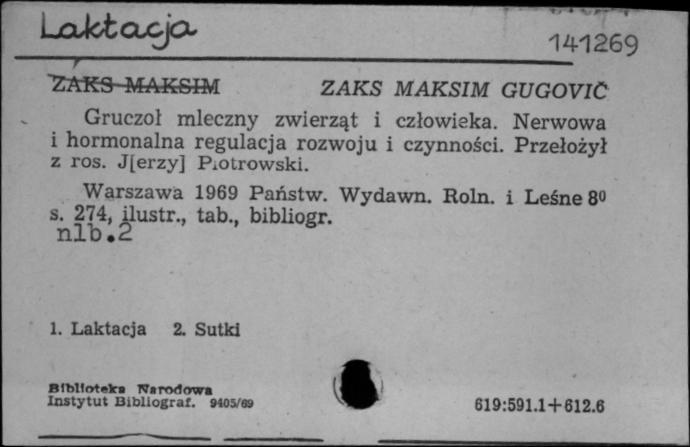 Laktacja
141269
ZAKS MAKSIM ZAKS MAKSIM GUGOVIČ
Gruczoł mleczny zwierząt i człowieka. Nerwowa
i hormonalna regulacja rozwoju i czynności. Przełożył
z ros. J[erzy] Piotrowski.
Warszawa 1969 Państw. Wydawn. Roln. i Leśne 8⁰
s. 274, ilustr., tab., bibliogr.
nlb.2
1. Laktacja 2. Sutki
Biblioteka Narodowa
Instytut Bibliograf. 9405/69
619:591.1+612.6